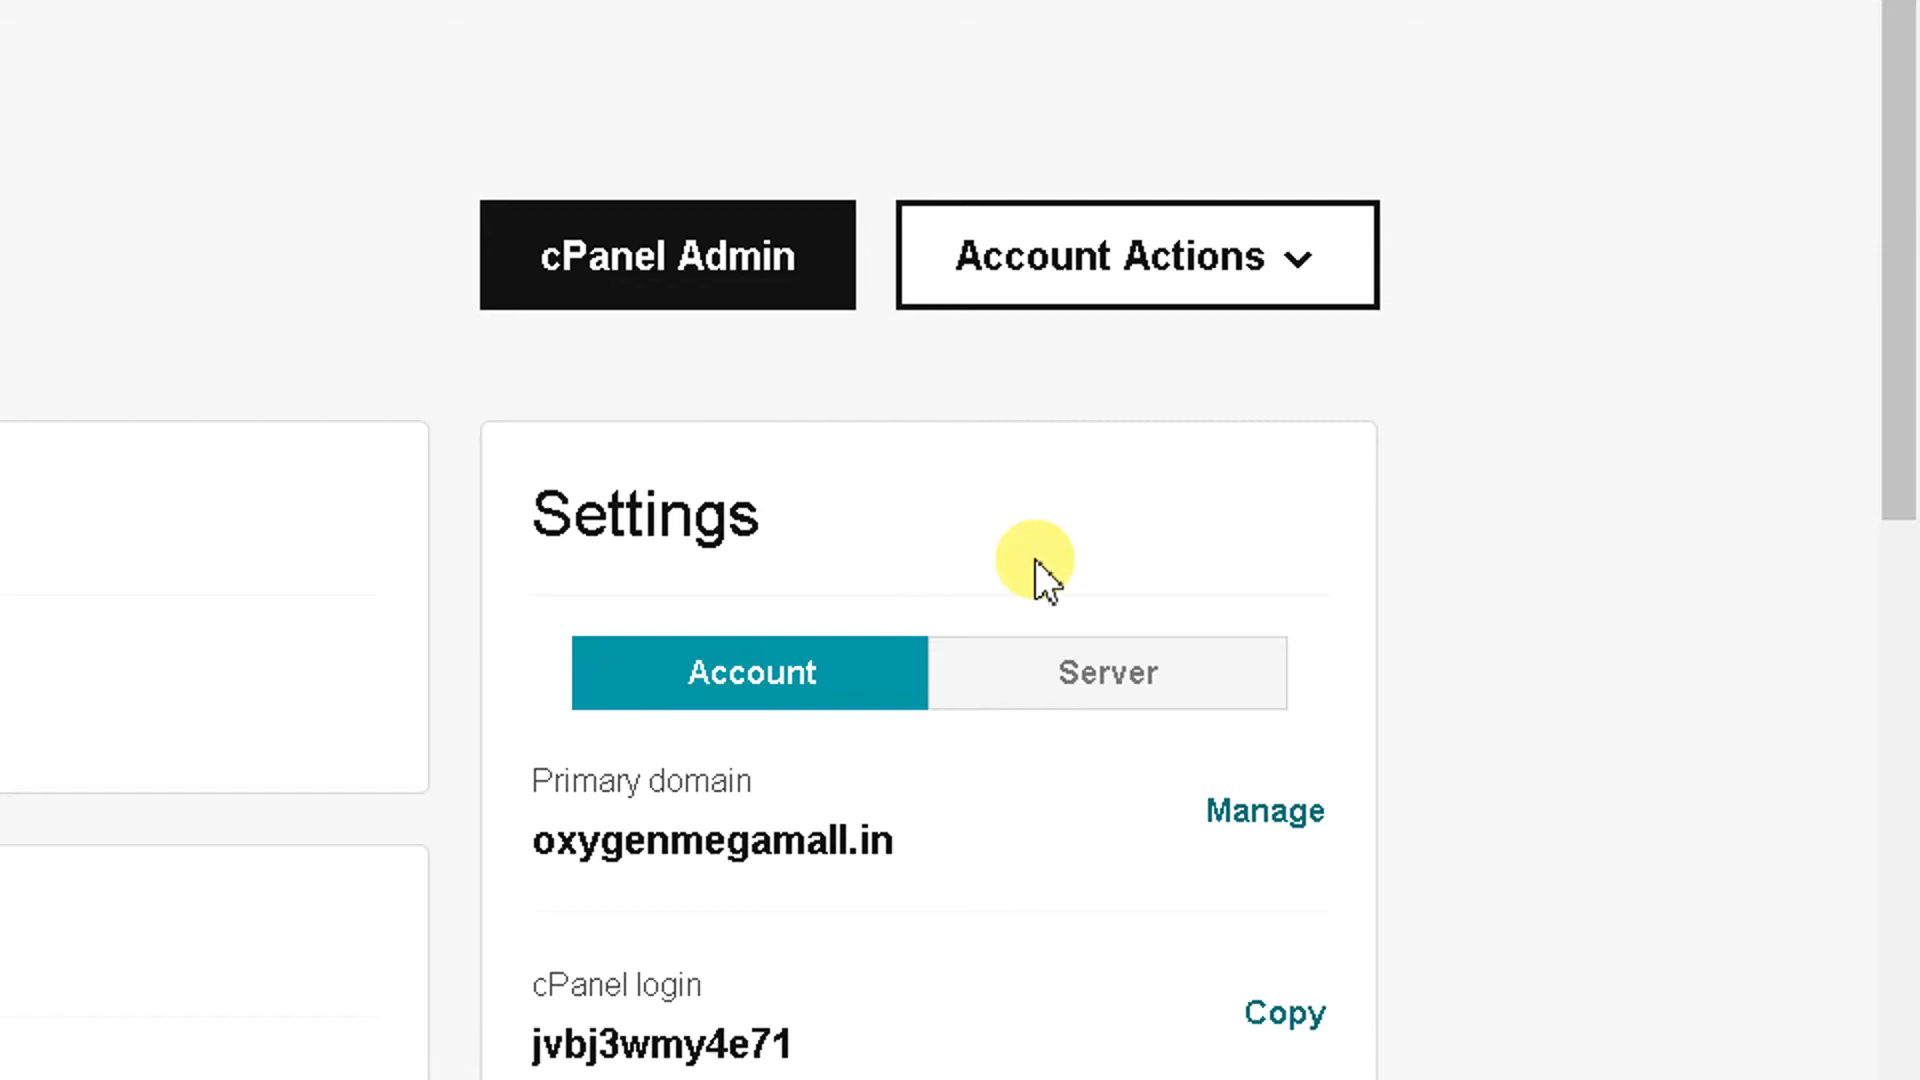 cPanel Admin
Account Actions
Settings
Account
Server
Primary domain
oxygenmegamall.in
Manage
cPanel login
jvbj3wmy4e71
Copy